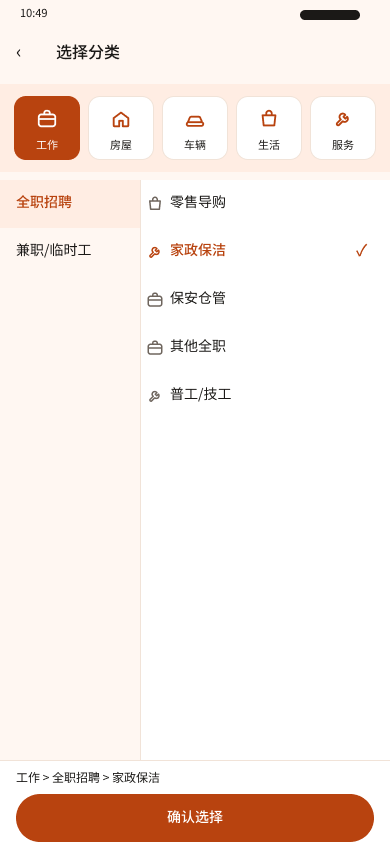 10:49
‹ 选择分类
工作 房屋 车辆 生活 服务
全职招聘
兼职/临时工
零售导购
家政保洁 ✓
保安仓管
其他全职
普工/技工
工作 > 全职招聘 > 家政保洁
确认选择